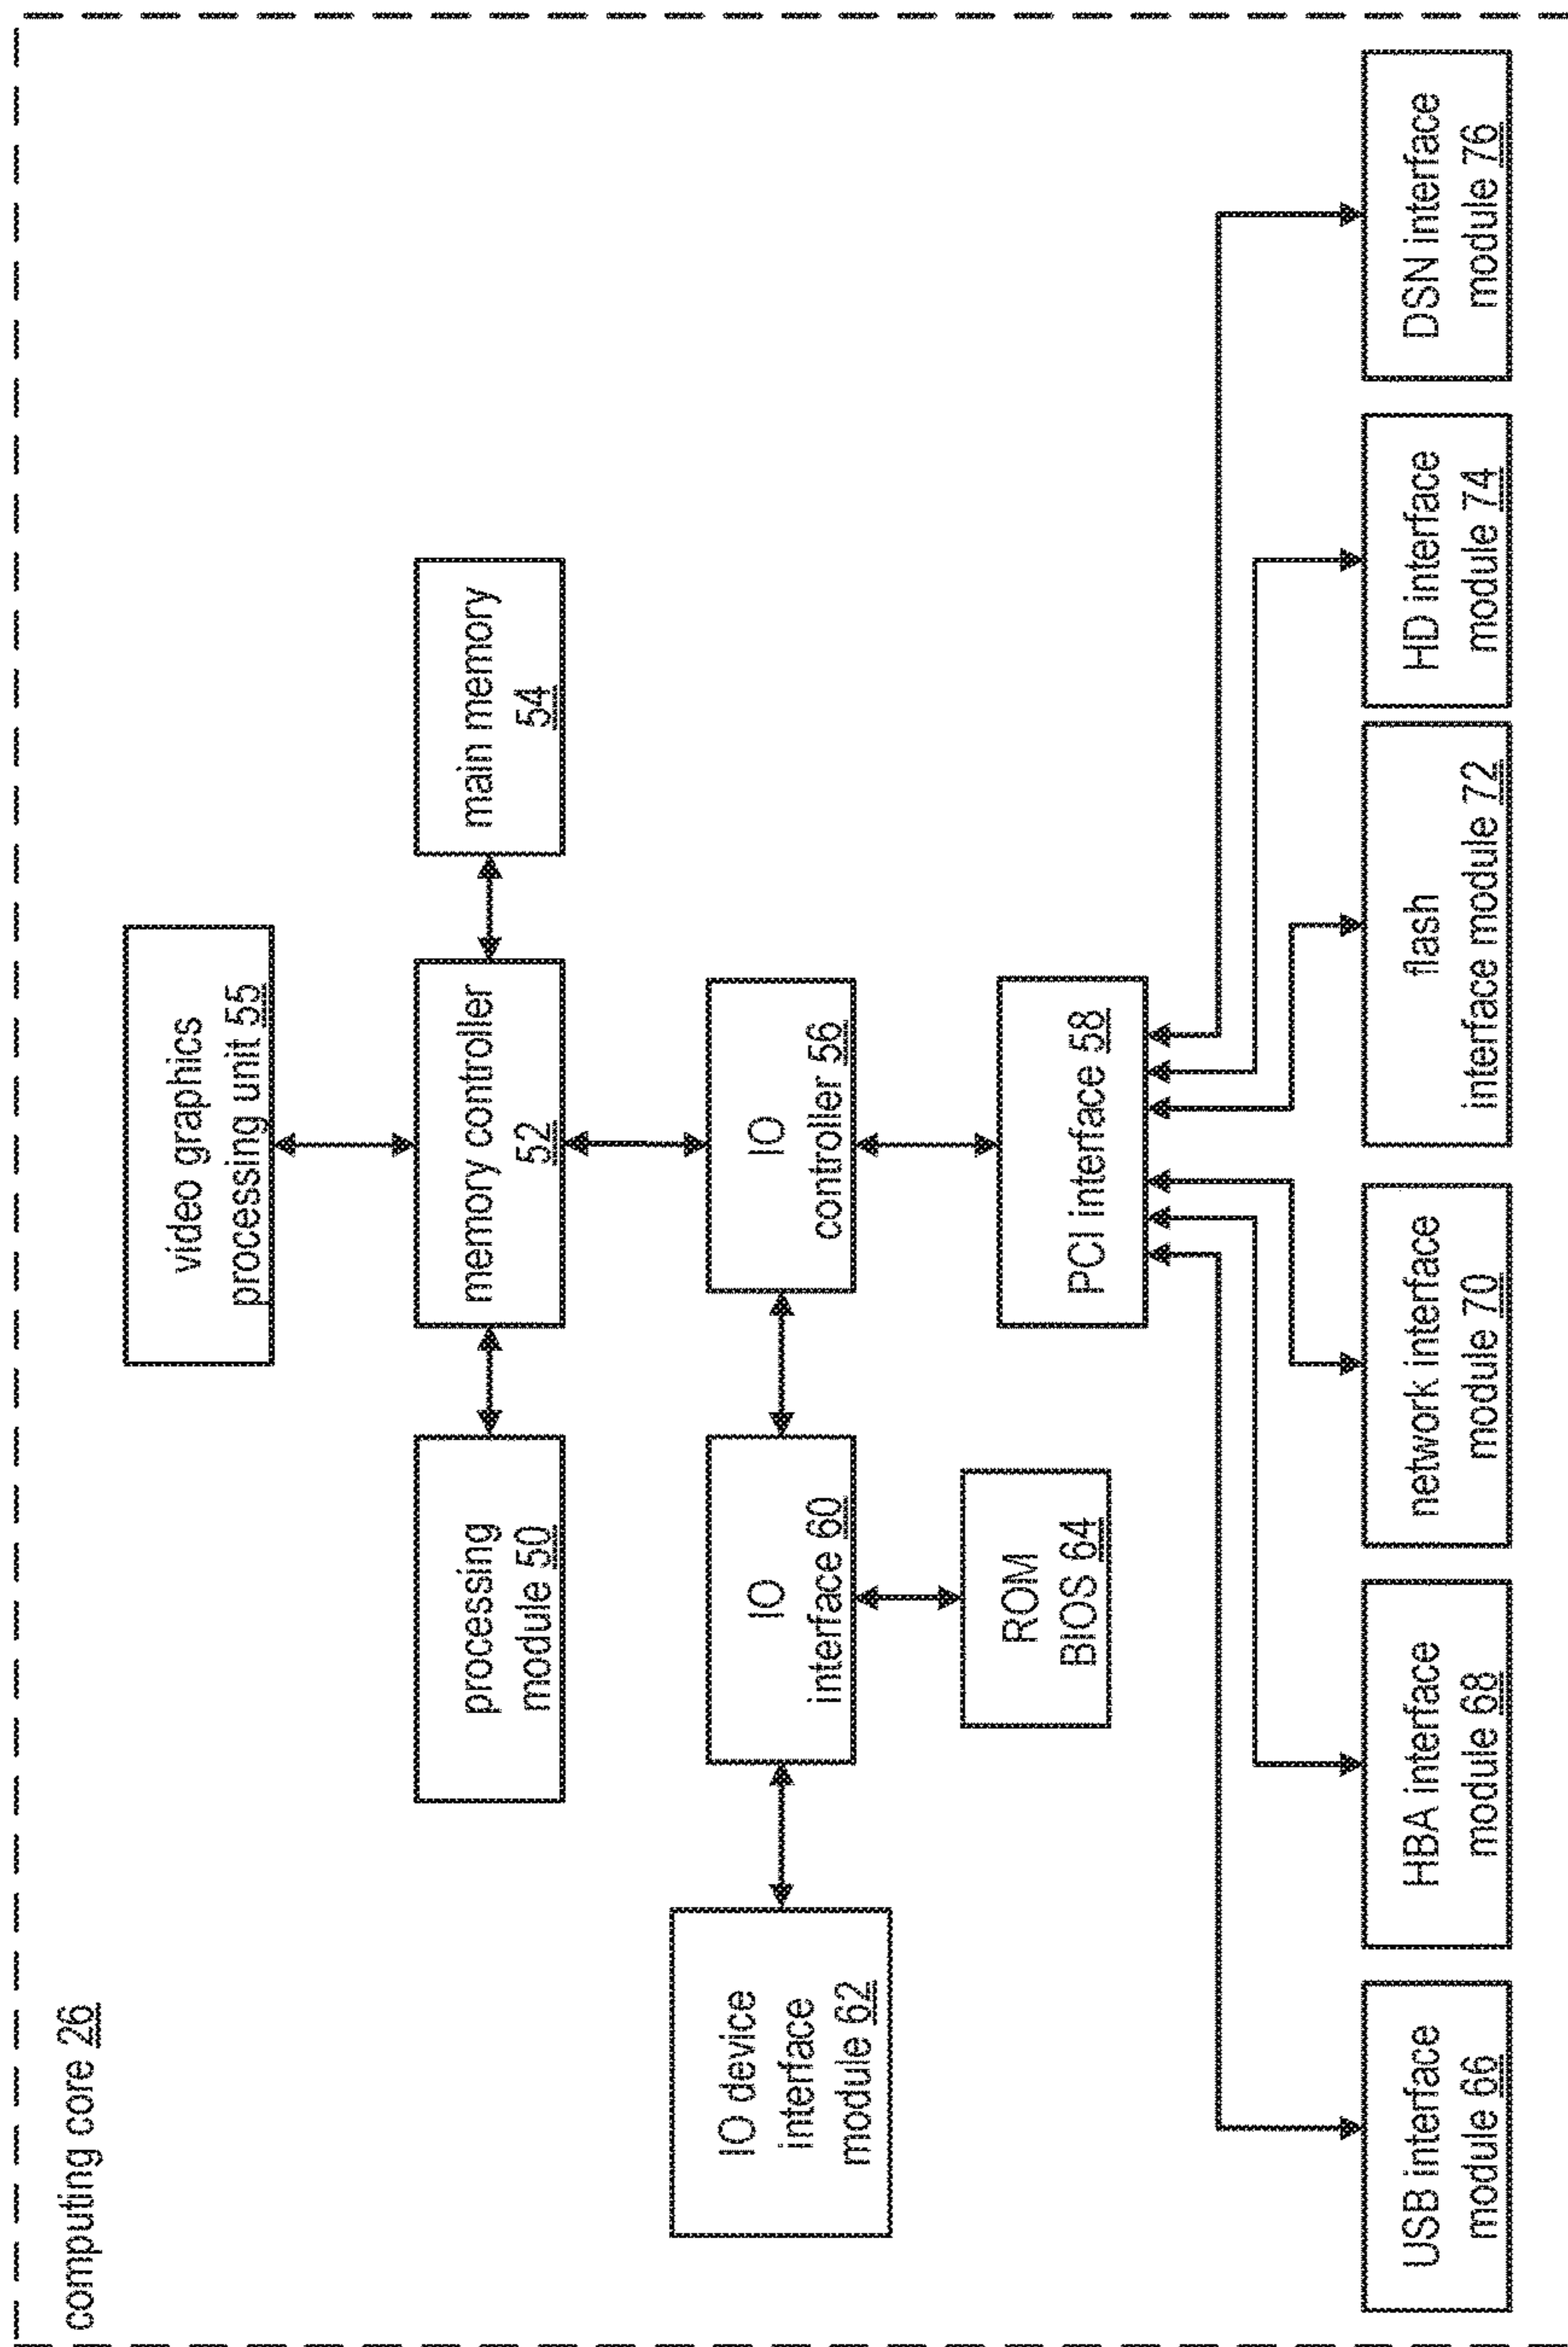 computing core 26
video graphics
processing unit 55
processing
module 50
memory controller
52
main memory
54
IO device
interface
module 62
IO
interface 60
IO
controller 56
ROM
BIOS 64
PCI interface 58
USB interface
module 66
HBA interface
module 68
network interface
module 70
flash
interface module 72
HD interface
module 74
DSN interface
module 76